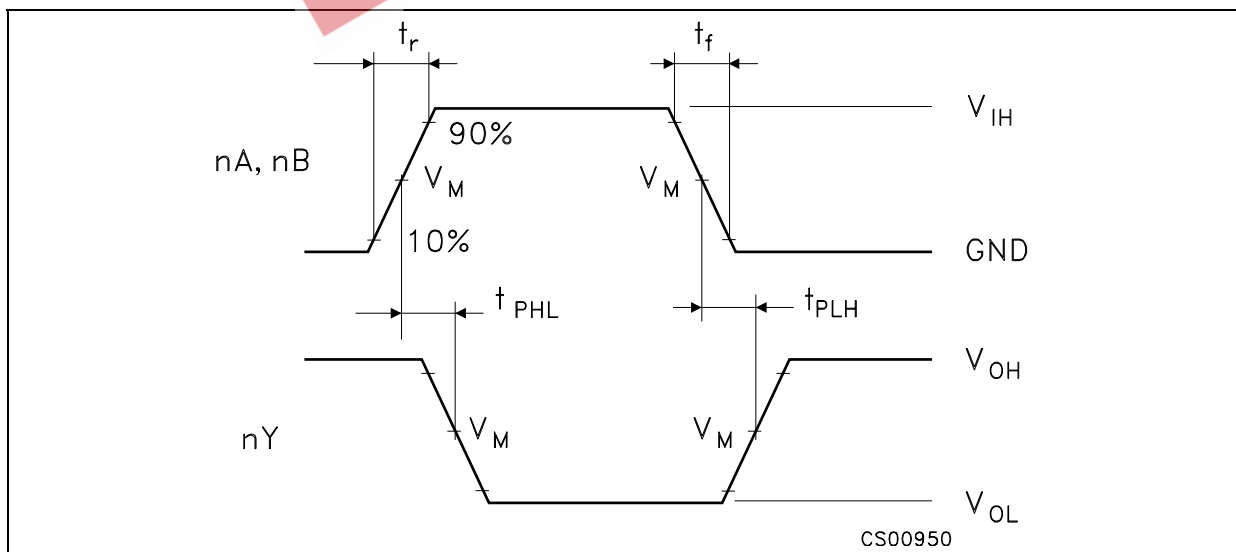 tr tf
VIH
90%
nA, nB
VM VM
10%
GND
tPHL tPLH
VOH
VM VM
nY
VOL
CS00950